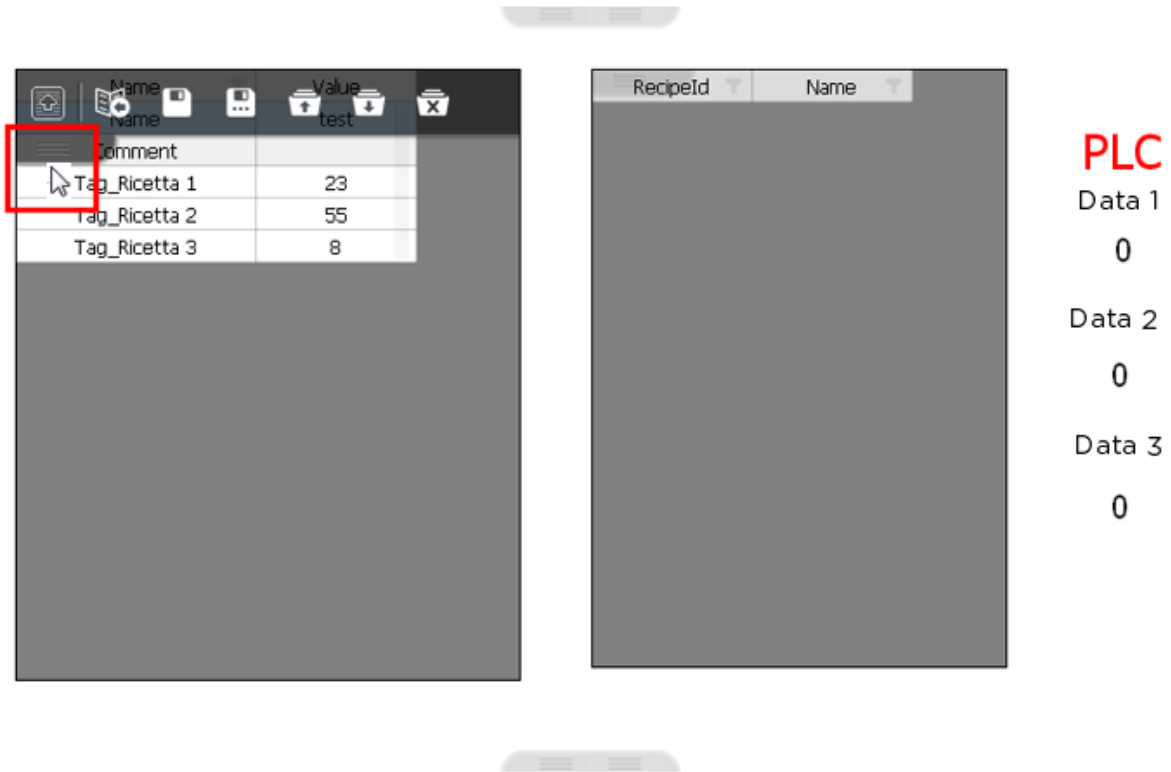 Name Value
Name test
Comment
Tag_Ricetta 1 23
Tag_Ricetta 2 55
Tag_Ricetta 3 8
RecipeId Name
PLC
Data 1
0
Data 2
0
Data 3
0